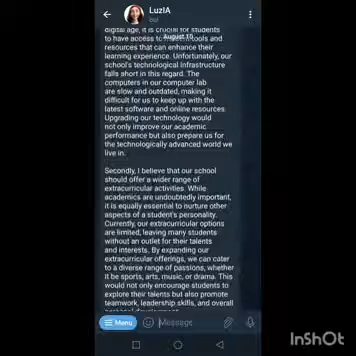 LuzIA
bot
August 15
digital age, it is crucial for students
to have access to modern tools and
resources that can enhance their
learning experience. Unfortunately, our
school's technological infrastructure
falls short in this regard. The
computers in our computer lab
are slow and outdated, making it
difficult for us to keep up with the
latest software and online resources.
Upgrading our technology would
not only improve our academic
performance but also prepare us for
the technologically advanced world we
live in.
Secondly, I believe that our school
should offer a wider range of
extracurricular activities. While
academics are undoubtedly important,
it is equally essential to nurture other
aspects of a student's personality.
Currently, our extracurricular options
are limited, leaving many students
without an outlet for their talents
and interests. By expanding our
extracurricular offerings, we can cater
to a diverse range of passions, whether
it be sports, arts, music, or drama. This
would not only encourage students to
explore their talents but also promote
teamwork, leadership skills, and overall
Menu
Message
InShOt